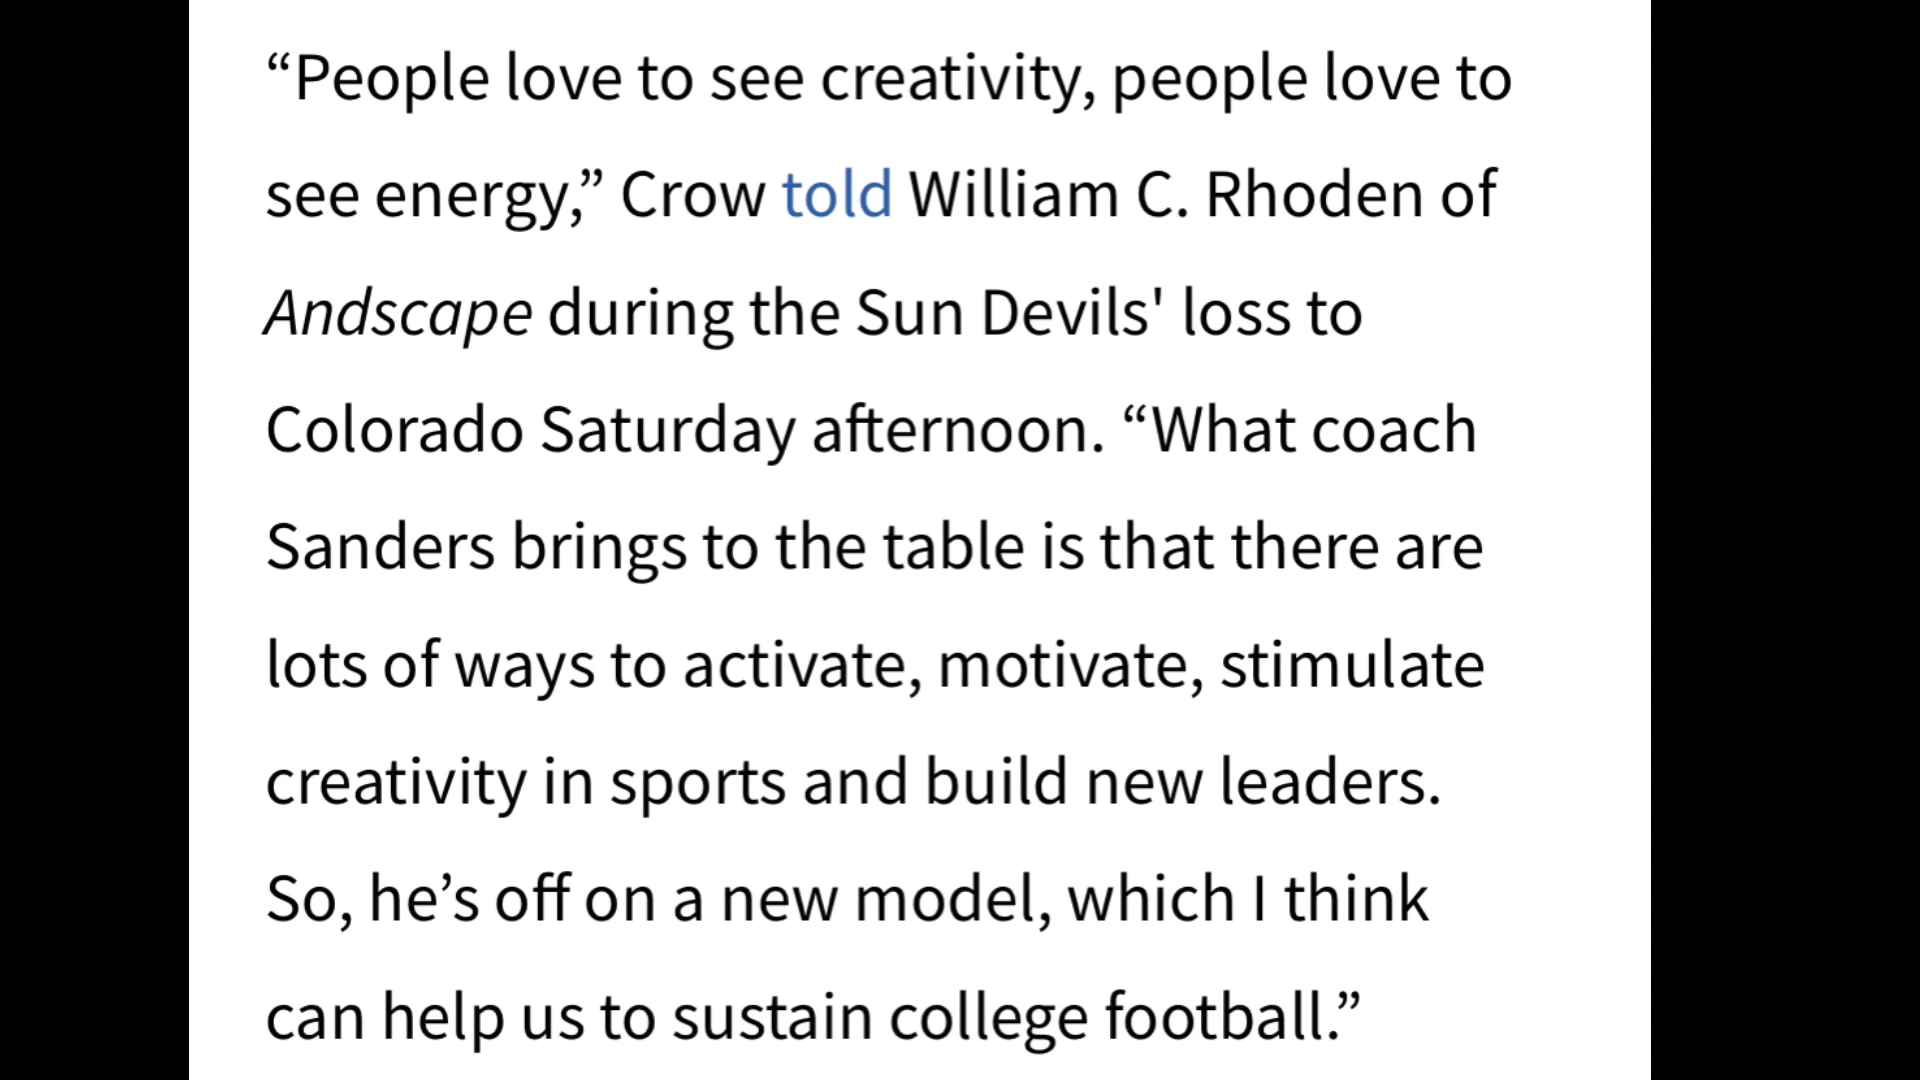 “People love to see creativity, people love to
see energy,” Crow told William C. Rhoden of
Andscape during the Sun Devils' loss to
Colorado Saturday afternoon. “What coach
Sanders brings to the table is that there are
lots of ways to activate, motivate, stimulate
creativity in sports and build new leaders.
So, he’s off on a new model, which I think
can help us to sustain college football.”